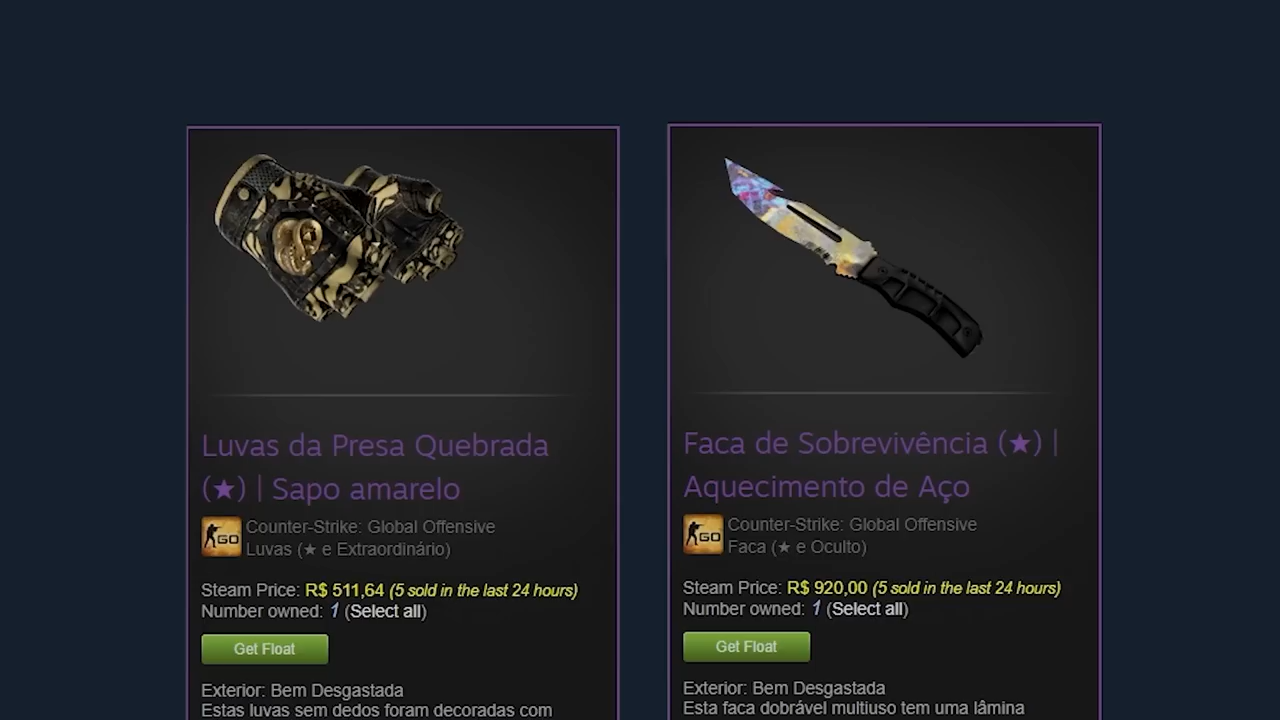 Luvas da Presa Quebrada
(★) | Sapo amarelo
GO
Counter-Strike: Global Offensive
Luvas (★ e Extraordinário)
Steam Price: R$ 511,64 (5 sold in the last 24 hours)
Number owned: 1 (Select all)
Get Float
Exterior: Bem Desgastada
Estas luvas sem dedos foram decoradas com
Faca de Sobrevivência (★) |
Aquecimento de Aço
GO
Counter-Strike: Global Offensive
Faca (★ e Oculto)
Steam Price: R$ 920,00 (5 sold in the last 24 hours)
Number owned: 1 (Select all)
Get Float
Exterior: Bem Desgastada
Esta faca dobrável multiuso tem uma lâmina